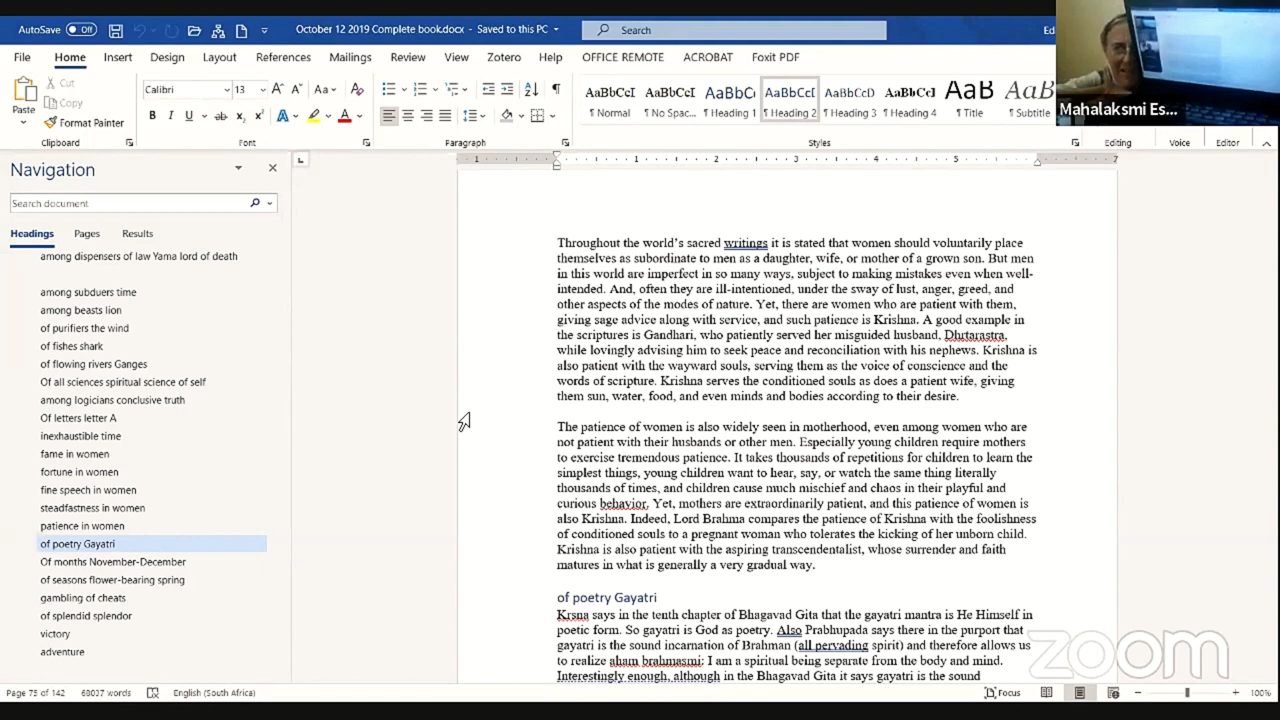 AutoSave Off
October 12 2019 Complete book.docx - Saved to this PC
Search
Ed
File Home Insert Design Layout References Mailings Review View Zotero Help OFFICE REMOTE ACROBAT Foxit PDF
Paste
Cut
Copy
Format Painter
Clipboard
Calibri 13
Font
Paragraph
AaBbCcI AaBbCcI AaBbC AaBbCcI AaBbCcD AaBbCcI AaB AaBbC
¶ Normal ¶ No Spac... ¶ Heading 1 ¶ Heading 2 ¶ Heading 3 ¶ Heading 4 ¶ Title ¶ Subtitle
Styles
Editing Voice Editor
Mahalaksmi Es...
Navigation
Search document
Headings Pages Results
among dispensers of law Yama lord of death
among subduers time
among beasts lion
of purifiers the wind
of fishes shark
of flowing rivers Ganges
Of all sciences spiritual science of self
among logicians conclusive truth
Of letters letter A
inexhaustible time
fame in women
fortune in women
fine speech in women
steadfastness in women
patience in women
of poetry Gayatri
Of months November-December
of seasons flower-bearing spring
gambling of cheats
of splendid splendor
victory
adventure
1 1 2 3 4 5 7
Throughout the world's sacred writings it is stated that women should voluntarily place
themselves as subordinate to men as a daughter, wife, or mother of a grown son. But men
in this world are imperfect in so many ways, subject to making mistakes even when well-
intended. And, often they are ill-intentioned, under the sway of lust, anger, greed, and
other aspects of the modes of nature. Yet, there are women who are patient with them,
giving sage advice along with service, and such patience is Krishna. A good example in
the scriptures is Gandhari, who patiently served her misguided husband, Dhrtarastra,
while lovingly advising him to seek peace and reconciliation with his nephews. Krishna is
also patient with the wayward souls, serving them as the voice of conscience and the
words of scripture. Krishna serves the conditioned souls as does a patient wife, giving
them sun, water, food, and even minds and bodies according to their desire.
The patience of women is also widely seen in motherhood, even among women who are
not patient with their husbands or other men. Especially young children require mothers
to exercise tremendous patience. It takes thousands of repetitions for children to learn the
simplest things, young children want to hear, say, or watch the same thing literally
thousands of times, and children cause much mischief and chaos in their playful and
curious behavior. Yet, mothers are extraordinarily patient, and this patience of women is
also Krishna. Indeed, Lord Brahma compares the patience of Krishna with the foolishness
of conditioned souls to a pregnant woman who tolerates the kicking of her unborn child.
Krishna is also patient with the aspiring transcendentalist, whose surrender and faith
matures in what is generally a very gradual way.
of poetry Gayatri
Krsna says in the tenth chapter of Bhagavad Gita that the gayatri mantra is He Himself in
poetic form. So gayatri is God as poetry. Also Prabhupada says there in the purport that
gayatri is the sound incarnation of Brahman (all pervading spirit) and therefore allows us
to realize aham brahmasmi: I am a spiritual being separate from the body and mind.
Interestingly enough, although in the Bhagavad Gita it says gayatri is the sound
zoom
Page 75 of 142 68037 words English (South Africa) Focus 100%